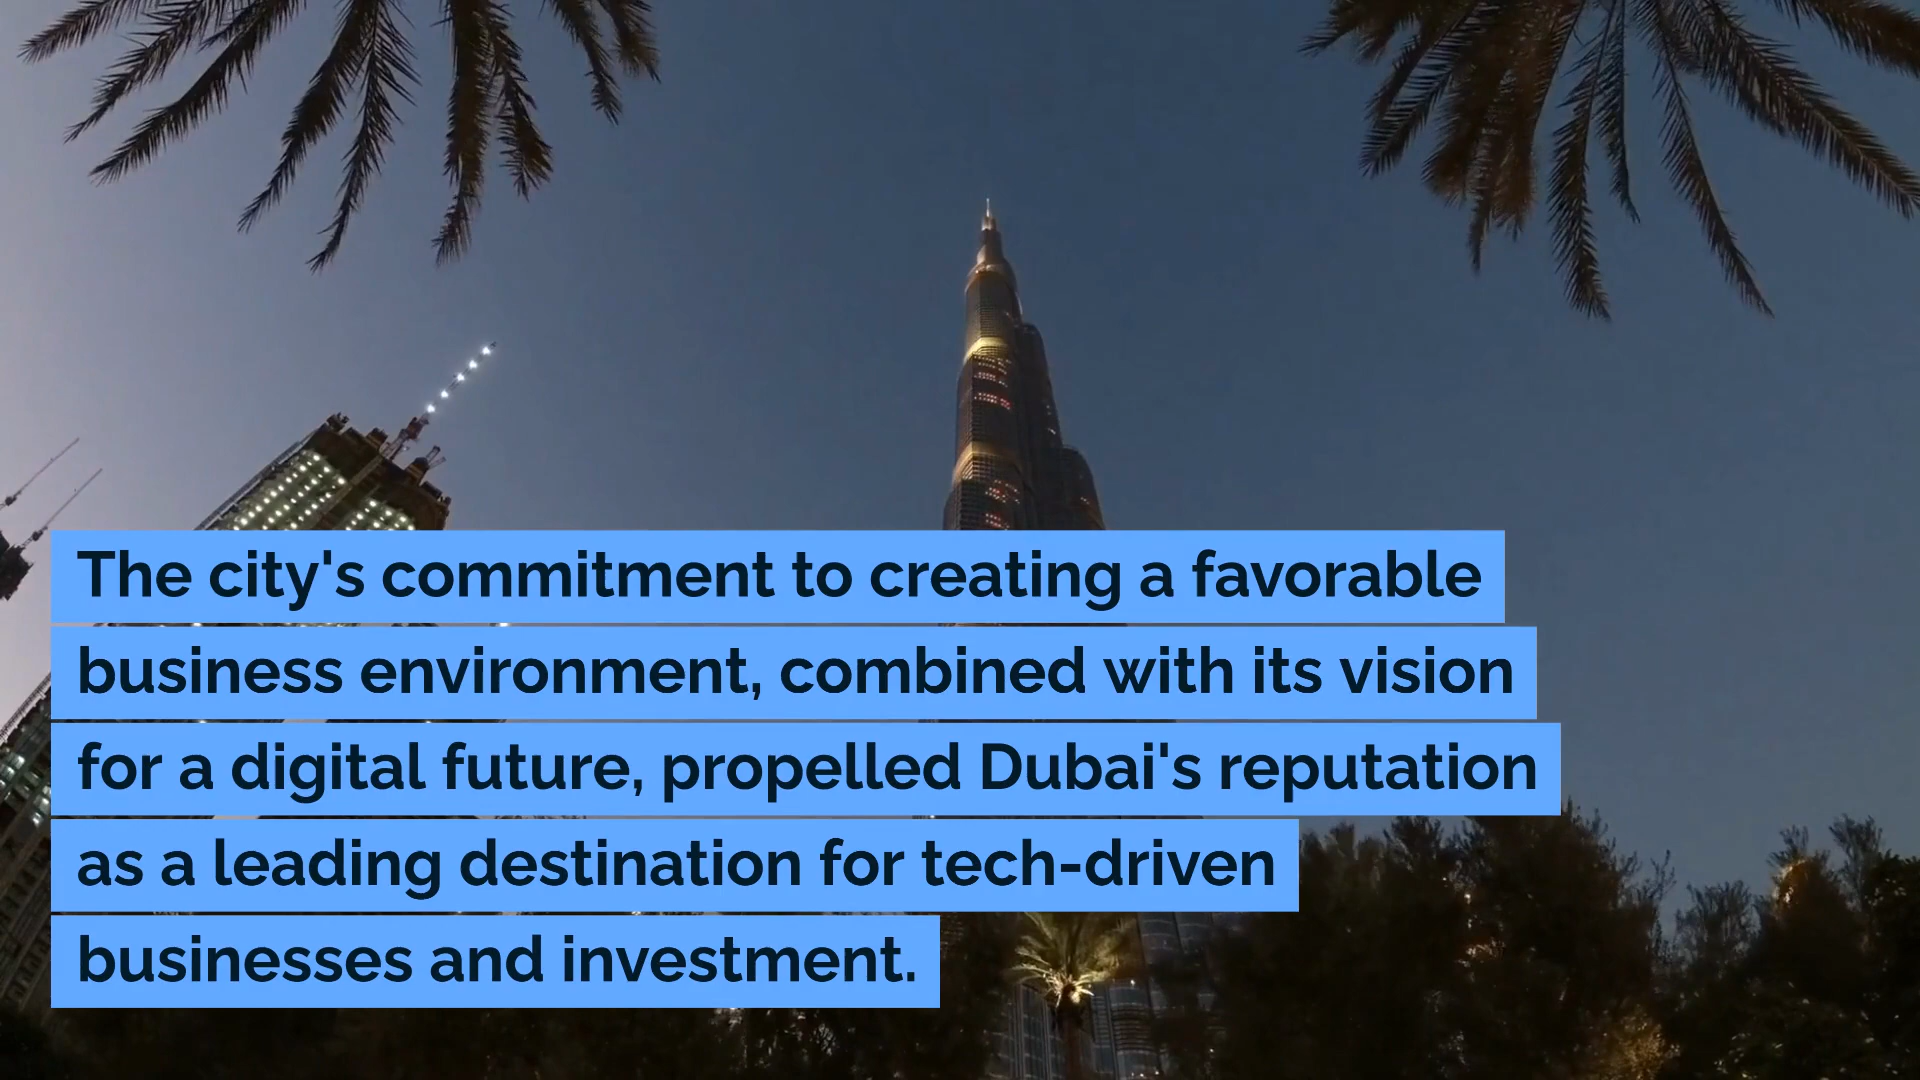 The city's commitment to creating a favorable
business environment, combined with its vision
for a digital future, propelled Dubai's reputation
as a leading destination for tech-driven
businesses and investment.